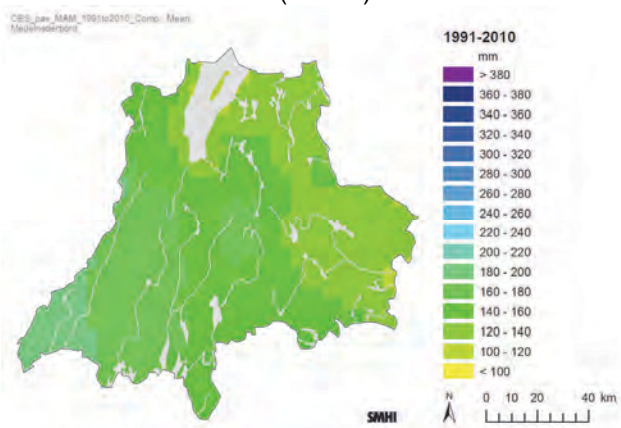 OBS_pav_MAM_1991to2010_Comp. Mean
Medelnederbörd
1991-2010
mm
> 380
360 - 380
340 - 360
320 - 340
300 - 320
280 - 300
260 - 280
240 - 260
220 - 240
200 - 220
180 - 200
160 - 180
140 - 160
120 - 140
100 - 120
< 100
N
0 10 20 40 km
SMHI